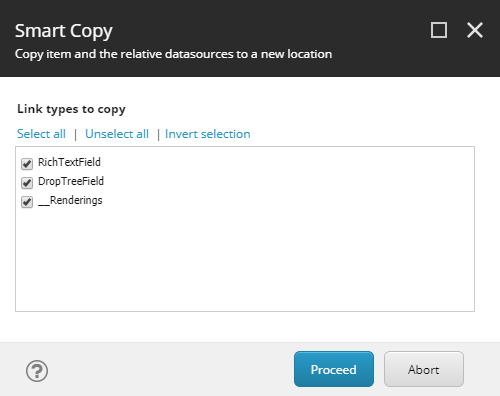 Smart Copy
Copy item and the relative datasources to a new location
Link types to copy
Select all | Unselect all | Invert selection
RichTextField
DropTreeField
__Renderings
?
Proceed
Abort